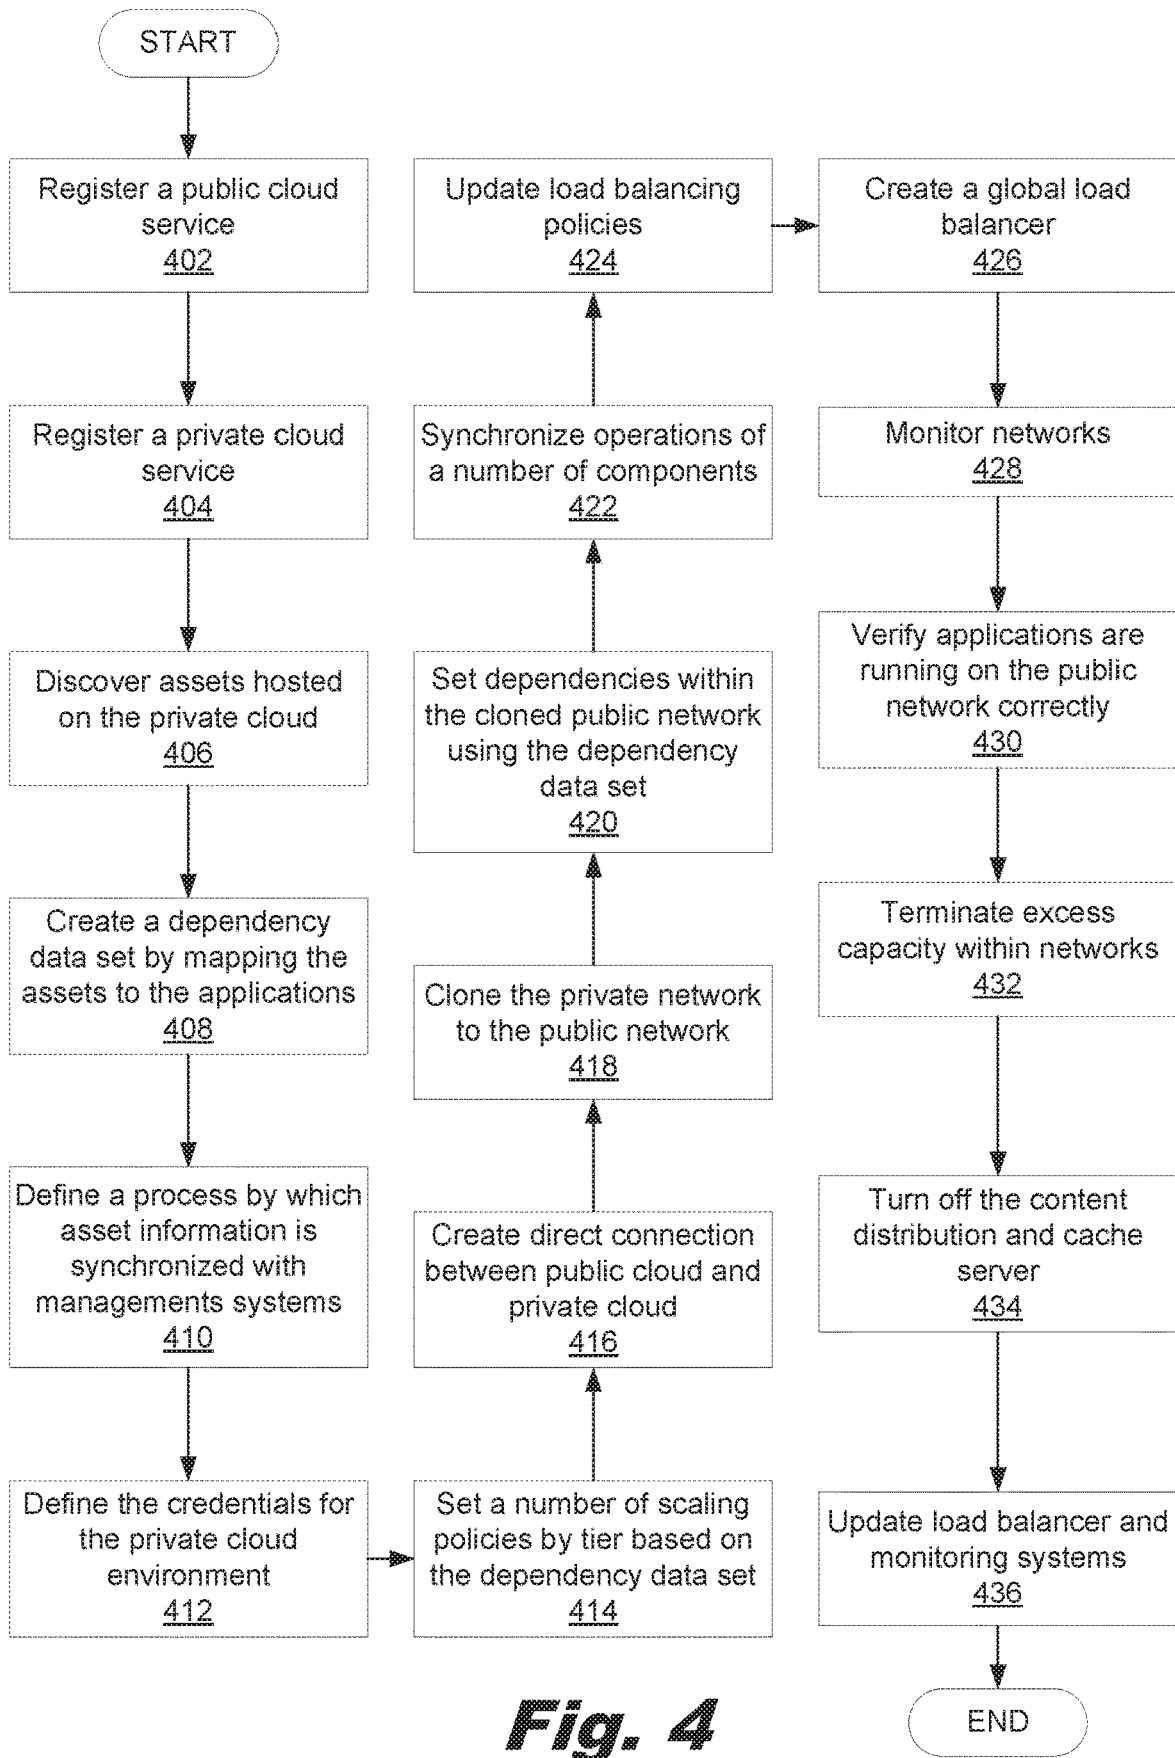 START
Register a public cloud
service
402
Register a private cloud
service
404
Discover assets hosted
on the private cloud
406
Create a dependency
data set by mapping the
assets to the applications
408
Define a process by which
asset information is
synchronized with
managements systems
410
Define the credentials for
the private cloud
environment
412
Set a number of scaling
policies by tier based on
the dependency data set
414
Create direct connection
between public cloud and
private cloud
416
Clone the private network
to the public network
418
Set dependencies within
the cloned public network
using the dependency
data set
420
Synchronize operations of
a number of components
422
Update load balancing
policies
424
Create a global load
balancer
426
Monitor networks
428
Verify applications are
running on the public
network correctly
430
Terminate excess
capacity within networks
432
Turn off the content
distribution and cache
server
434
Update load balancer and
monitoring systems
436
END
Fig. 4